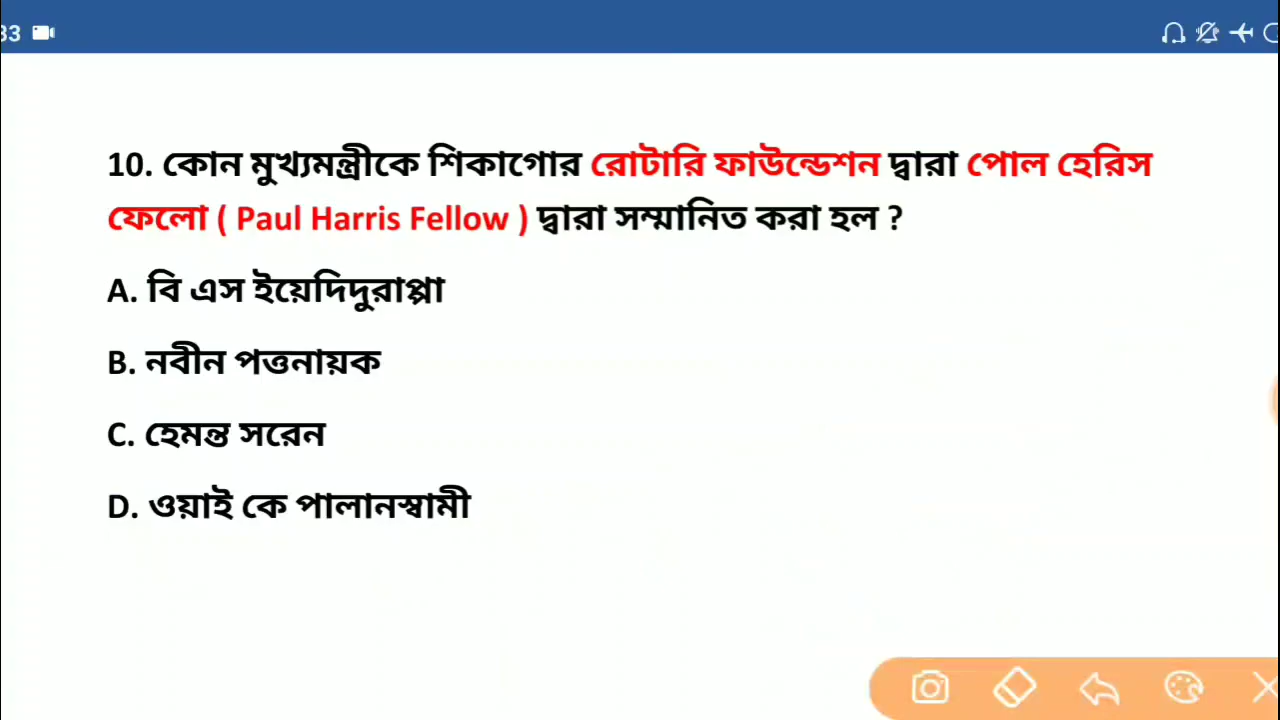 33
10. কোন মুখ্যমন্ত্রীকে শিকাগোর রোটারি ফাউন্ডেশন দ্বারা পোল হেরিস
ফেলো ( Paul Harris Fellow ) দ্বারা সম্মানিত করা হল ?
A. বি এস ইয়েদিদুরাপ্পা
B. নবীন পত্তনায়ক
C. হেমন্ত সরেন
D. ওয়াই কে পালানস্বামী